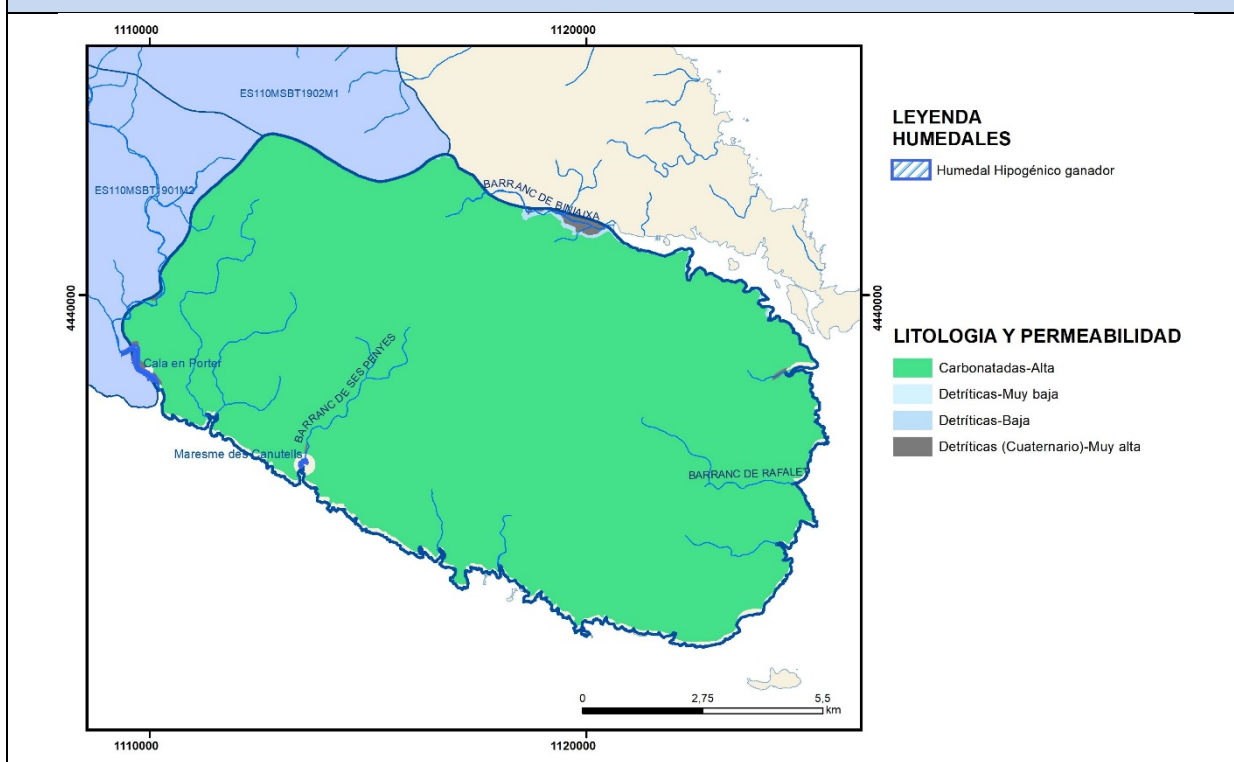 1110000
1120000
ES110MSBT1902M1
ES110MSBT1901M2
BARRANC DE BINIAIXA
4440000
4440000
Cala en Porter
BARRANC DE SES PENYES
Maresme des Canutells
BARRANC DE RAFALET
0
2,75
5,5
km
1110000
1120000
LEYENDA
HUMEDALES
Humedal Hipogénico ganador
LITOLOGIA Y PERMEABILIDAD
Carbonatadas-Alta
Detríticas-Muy baja
Detríticas-Baja
Detríticas (Cuaternario)-Muy alta